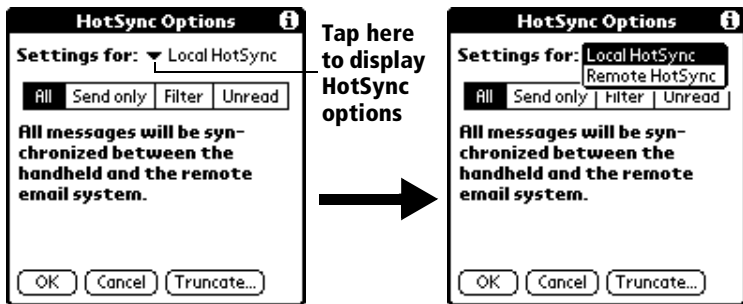 HotSync Options i
Settings for: Local HotSync
All Send only Filter Unread
All messages will be syn-
chronized between the
handheld and the remote
email system.
OK Cancel Truncate...
Tap here
to display
HotSync
options
HotSync Options i
Settings for: Local HotSync
Remote HotSync
All Send only Filter Unread
All messages will be syn-
chronized between the
handheld and the remote
email system.
OK Cancel Truncate...